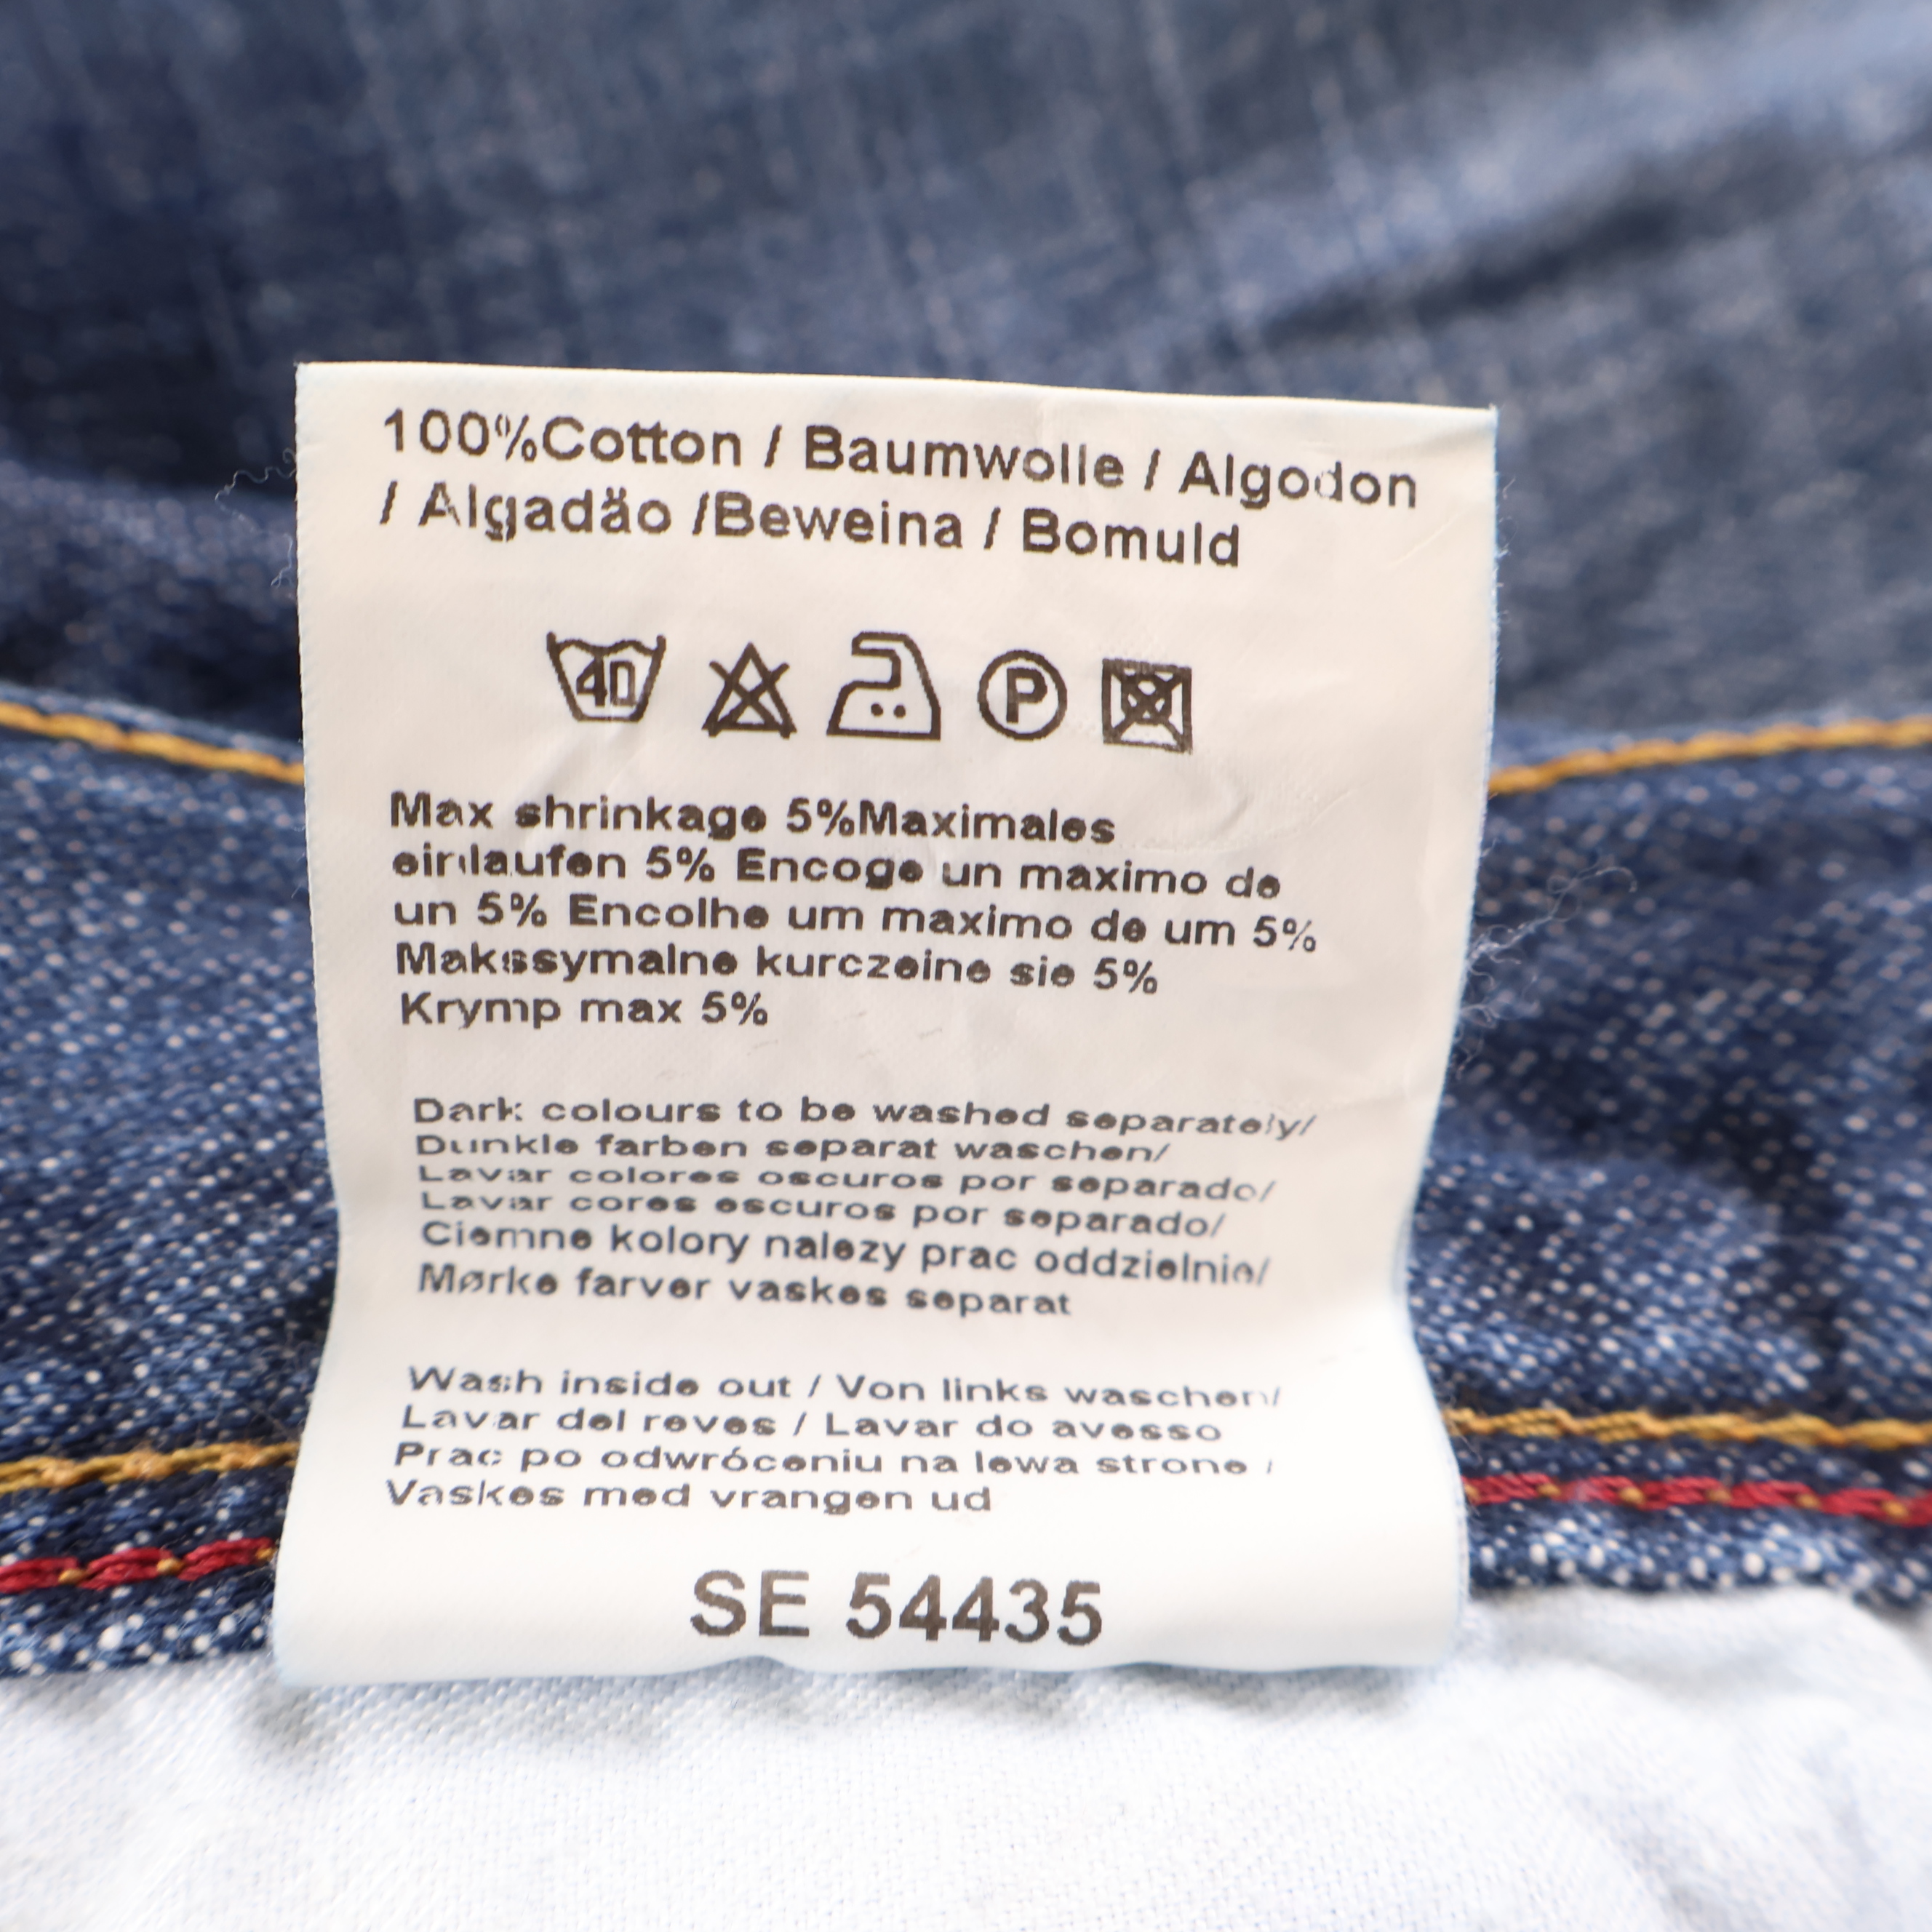 100%Cotton / Baumwolle / Algodon
/ Algadäo /Beweina / Bomuld
40
P
Max shrinkage 5%Maximales
einlaufen 5% Encoge un maximo de
un 5% Encolhe um maximo de um 5%
Makssymalne kurczeine sie 5%
Krymp max 5%
Dark colours to be washed separately/
Dunkle farben separat waschen/
Lavar colores oscuros por separado/
Lavar cores escuros por separado/
Ciemne kolory nalezy prac oddzielnie/
Mørke farver vaskes separat
Wash inside out / Von links waschen/
Lavar del reves / Lavar do avesso
Prac po odwróceniu na lewa strone /
Vaskes med vrangen ud
SE 54435